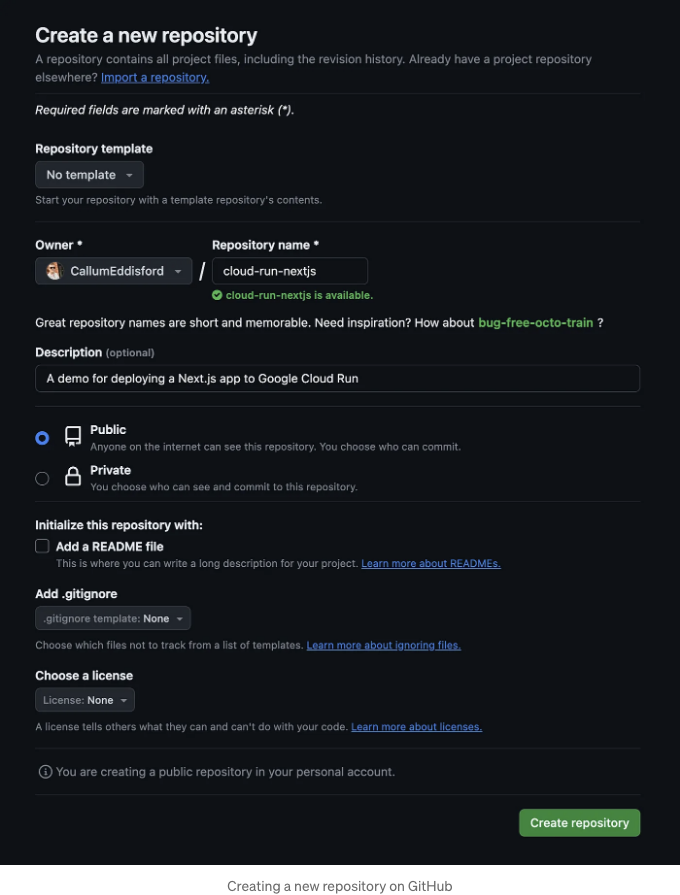 Create a new repository
A repository contains all project files, including the revision history. Already have a project repository
elsewhere? Import a repository.
Required fields are marked with an asterisk (*).
Repository template
No template
Start your repository with a template repository's contents.
Owner * Repository name *
CallumEddisford / cloud-run-nextjs
cloud-run-nextjs is available.
Great repository names are short and memorable. Need inspiration? How about bug-free-octo-train ?
Description (optional)
A demo for deploying a Next.js app to Google Cloud Run
Public
Anyone on the internet can see this repository. You choose who can commit.
Private
You choose who can see and commit to this repository.
Initialize this repository with:
Add a README file
This is where you can write a long description for your project. Learn more about READMEs.
Add .gitignore
.gitignore template: None
Choose which files not to track from a list of templates. Learn more about ignoring files.
Choose a license
License: None
A license tells others what they can and can't do with your code. Learn more about licenses.
You are creating a public repository in your personal account.
Create repository
Creating a new repository on GitHub